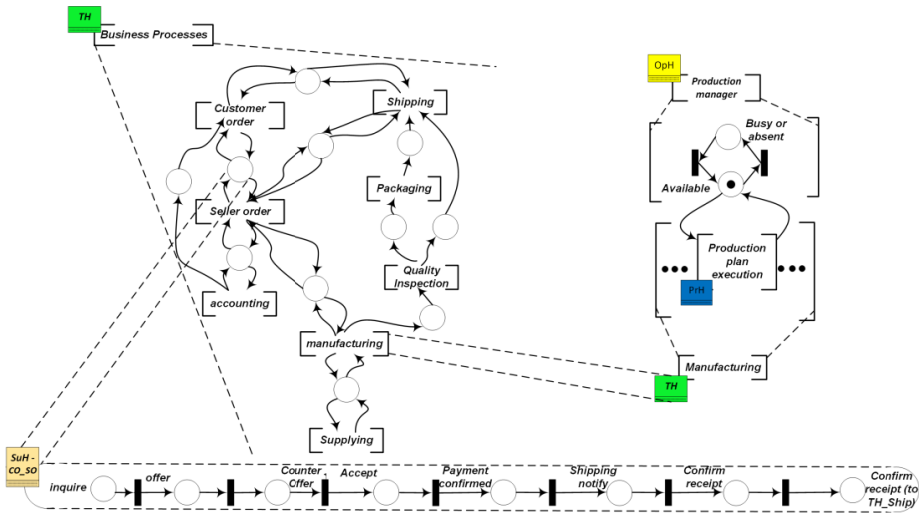 TH
Business Processes
Customer
order
Shipping
Packaging
Seller order
Quality
Inspection
accounting
manufacturing
Supplying
OpH
Production
manager
Busy or
absent
Available
Production
plan
execution
PrH
Manufacturing
TH
SuH -
CO_SO
inquire
offer
Counter
Offer
Accept
Payment
confirmed
Shipping
notify
Confirm
receipt
Confirm
receipt (to
TH_Ship)